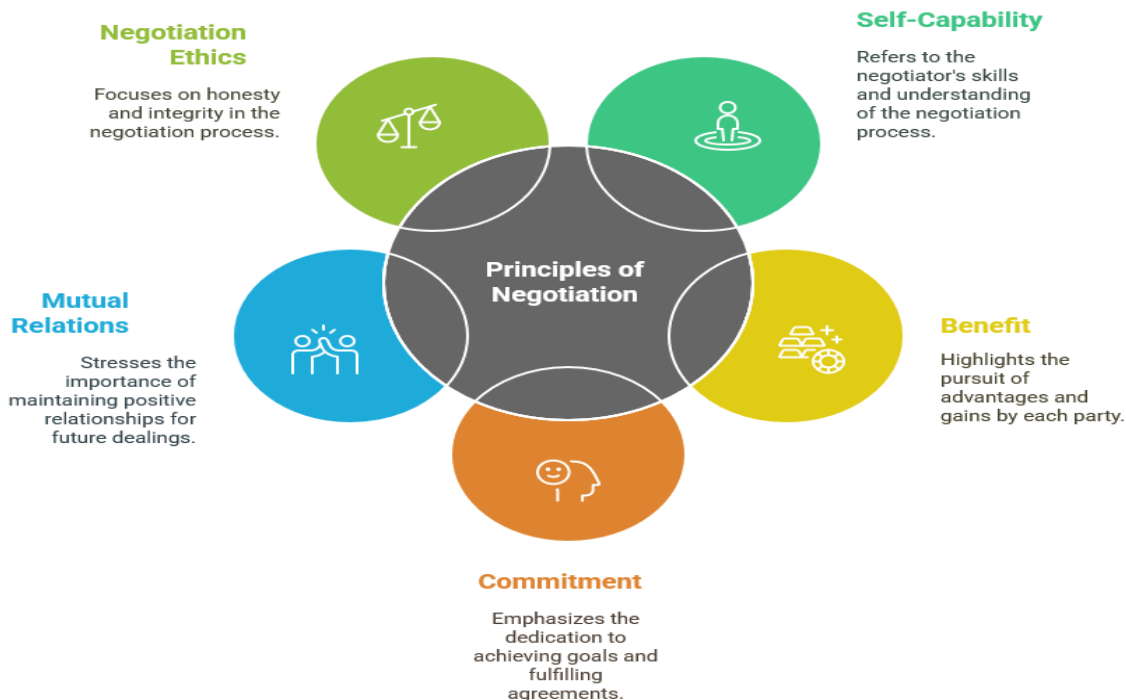 Negotiation
Ethics
Focuses on honesty
and integrity in the
negotiation process.
Self-Capability
Refers to the
negotiator's skills
and understanding
of the negotiation
process.
Principles of
Negotiation
Mutual
Relations
Stresses the
importance of
maintaining positive
relationships for
future dealings.
Benefit
Highlights the
pursuit of
advantages and
gains by each party.
Commitment
Emphasizes the
dedication to
achieving goals and
fulfilling
agreements.